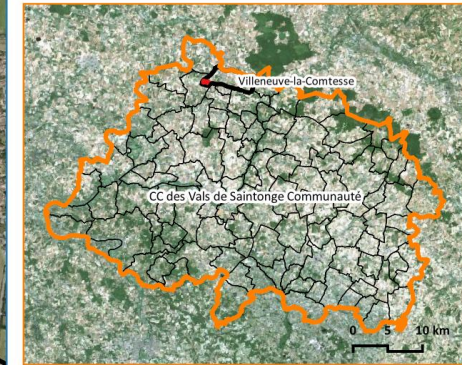 Villeneuve-la-Comtesse
CC des Vals de Saintonge Communauté
0 5 10 km